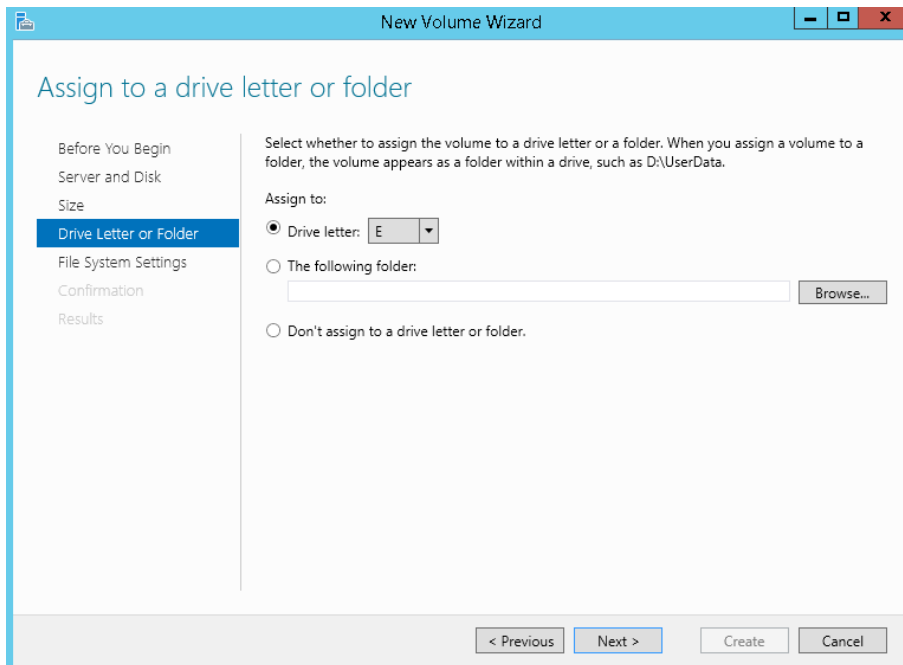 New Volume Wizard
Assign to a drive letter or folder
Before You Begin
Server and Disk
Size
Drive Letter or Folder
File System Settings
Confirmation
Results
Select whether to assign the volume to a drive letter or a folder. When you assign a volume to a
folder, the volume appears as a folder within a drive, such as D:\UserData.
Assign to:
Drive letter: E
The following folder:
Browse...
Don't assign to a drive letter or folder.
< Previous Next > Create Cancel